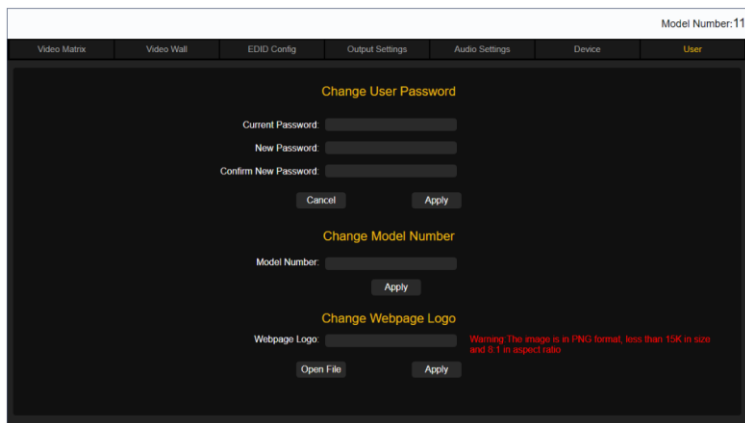 Model Number:11
Video Matrix Video Wall EDID Config Output Settings Audio Settings Device User
Change User Password
Current Password:
New Password:
Confirm New Password:
Cancel Apply
Change Model Number
Model Number:
Apply
Change Webpage Logo
Webpage Logo: Warning:The image is in PNG format, less than 15K in size
and 8:1 in aspect ratio
Open File Apply